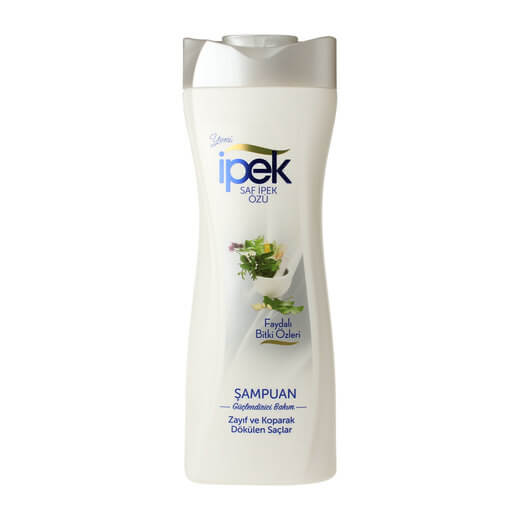 Yeni
ipek
SAF İPEK
ÖZÜ
Faydalı
Bitki Özleri
ŞAMPUAN
Güçlendirici Bakım
Zayıf ve Koparak
Dökülen Saçlar